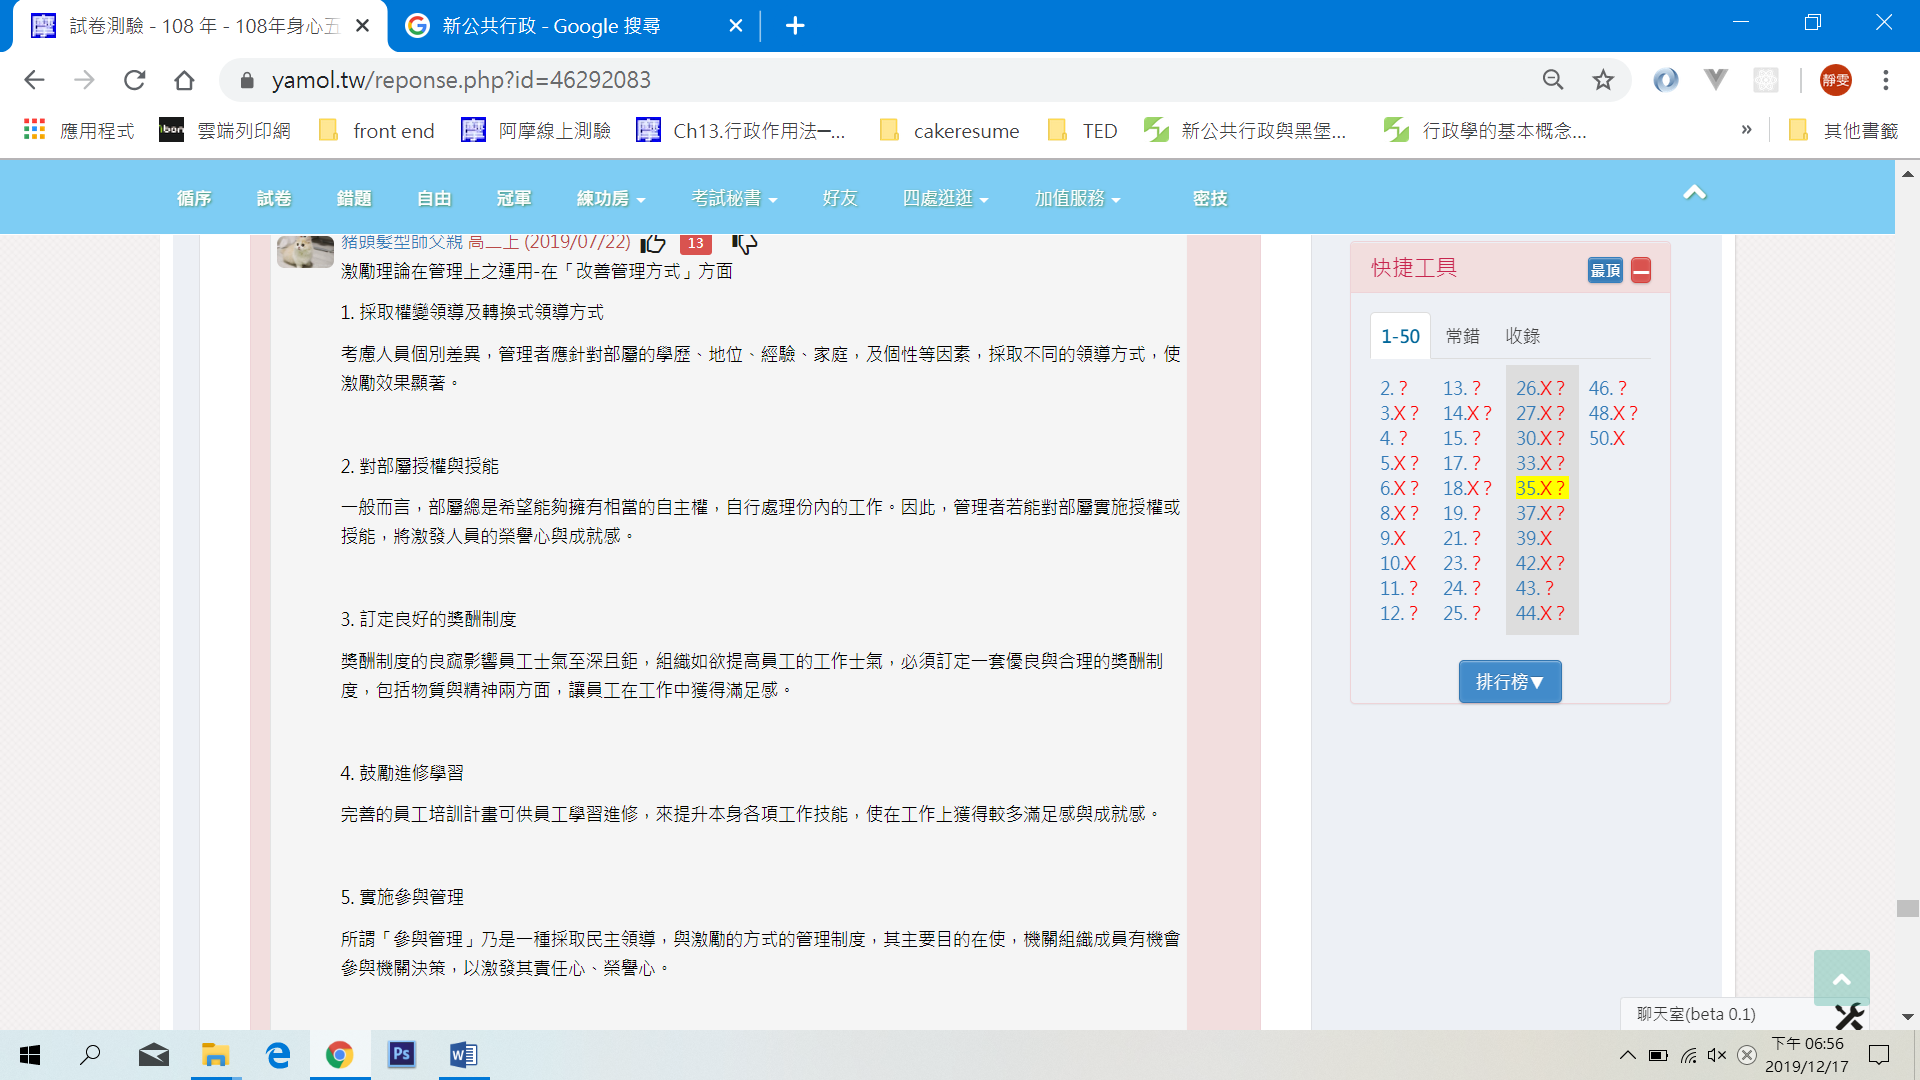 試卷測驗 - 108 年 - 108年身心五
新公共行政 - Google 搜尋
yamol.tw/reponse.php?id=46292083
靜雯
應用程式
ibon
雲端列印網
front end
摩
阿摩線上測驗
摩
Ch13.行政作用法─...
cakeresume
TED
新公共行政與黑堡...
行政學的基本概念...
»
其他書籤
循序
試卷
錯題
自由
冠軍
練功房
考試秘書
好友
四處逛逛
加值服務
密技
豬頭髮型師父親 高二上 (2019/07/22)
13
激勵理論在管理上之運用-在「改善管理方式」方面
1. 採取權變領導及轉換式領導方式
考慮人員個別差異，管理者應針對部屬的學歷、地位、經驗、家庭，及個性等因素，採取不同的領導方式，使
激勵效果顯著。
2. 對部屬授權與授能
一般而言，部屬總是希望能夠擁有相當的自主權，自行處理份內的工作。因此，管理者若能對部屬實施授權或
授能，將激發人員的榮譽心與成就感。
3. 訂定良好的獎酬制度
獎酬制度的良窳影響員工士氣至深且鉅，組織如欲提高員工的工作士氣，必須訂定一套優良與合理的獎酬制
度，包括物質與精神兩方面，讓員工在工作中獲得滿足感。
4. 鼓勵進修學習
完善的員工培訓計畫可供員工學習進修，來提升本身各項工作技能，使在工作上獲得較多滿足感與成就感。
5. 實施參與管理
所謂「參與管理」乃是一種採取民主領導，與激勵的方式的管理制度，其主要目的在使，機關組織成員有機會
參與機關決策，以激發其責任心、榮譽心。
快捷工具
最頂
1-50
常錯
收錄
2. ?
3.X ?
4. ?
5.X ?
6.X ?
8.X ?
9.X
10.X
11. ?
12. ?
13. ?
14.X ?
15. ?
17. ?
18.X ?
19. ?
21. ?
23. ?
24. ?
25. ?
26.X ?
27.X ?
30.X ?
33.X ?
35.X ?
37.X ?
39.X
42.X ?
43. ?
44.X ?
46. ?
48.X ?
50.X
排行榜▼
聊天室(beta 0.1)
Ps
下午 06:56
2019/12/17